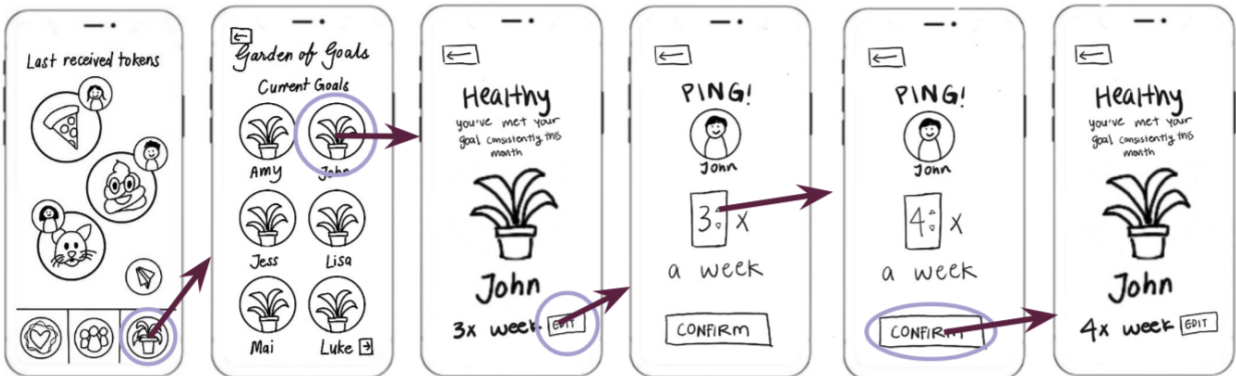 Last received tokens
Garden of Goals
Current Goals
Amy John
Jess Lisa
Mai Luke
Healthy
you've met your
goal consistently this
month
John
3x week EDIT
PING!
John
3 x
a week
CONFIRM
PING!
John
4 x
a week
CONFIRM
Healthy
you've met your
goal consistently this
month
John
4x week EDIT